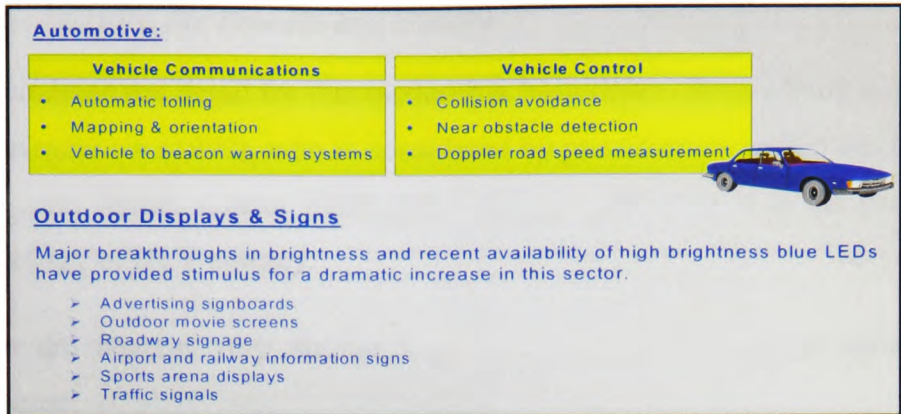 Automotive:
Vehicle Communications
• Automatic tolling
• Mapping & orientation
• Vehicle to beacon warning systems
Vehicle Control
• Collision avoidance
• Near obstacle detection
• Doppler road speed measurement
Outdoor Displays & Signs
Major breakthroughs in brightness and recent availability of high brightness blue LEDs
have provided stimulus for a dramatic increase in this sector.
➢ Advertising signboards
➢ Outdoor movie screens
➢ Roadway signage
➢ Airport and railway information signs
➢ Sports arena displays
➢ Traffic signals